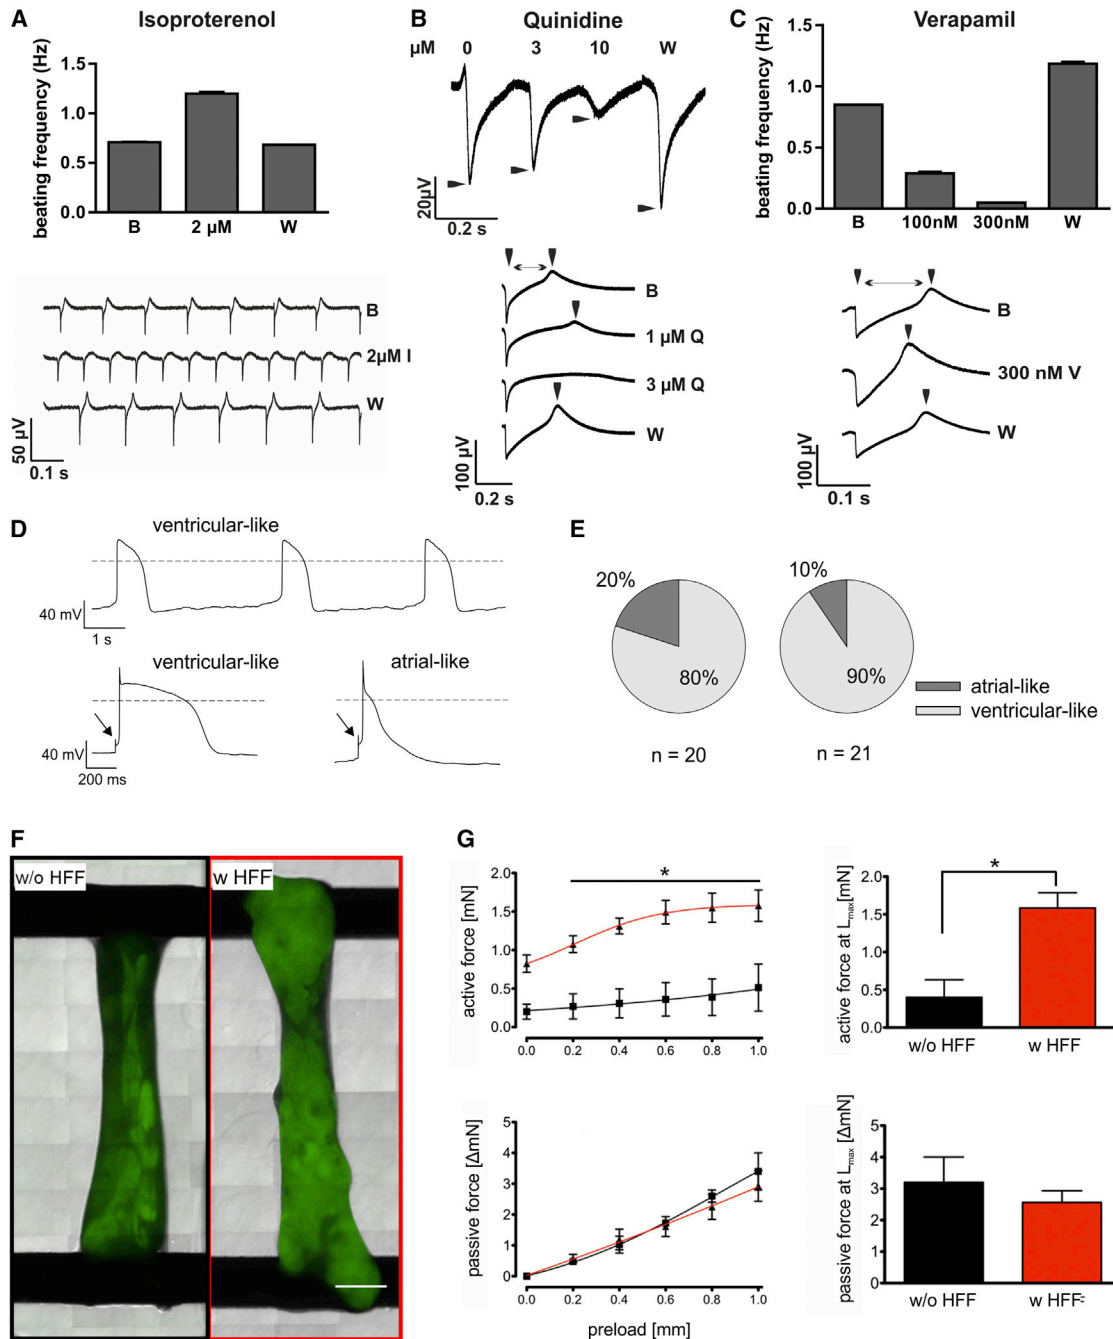 A
Isoproterenol
beating frequency (Hz)
1.5
1.0
0.5
0.0
B
2 µM
W
B
2µM I
W
50 µV
0.1 s
B
Quinidine
µM 0 3 10 W
20µV
0.2 s
B
1 µM Q
3 µM Q
W
100 µV
0.2 s
C
Verapamil
beating frequency (Hz)
1.5
1.0
0.5
0.0
B
100nM
300nM
W
B
300 nM V
W
100 µV
0.1 s
D
ventricular-like
40 mV
1 s
ventricular-like
atrial-like
40 mV
200 ms
E
20%
80%
10%
90%
atrial-like
ventricular-like
n = 20
n = 21
F
w/o HFF
w HFF
G
active force [mN]
2.0
1.5
1.0
0.5
0.0
0.0 0.2 0.4 0.6 0.8 1.0
*
active force at Lmax[mN]
2.0
1.5
1.0
0.5
0.0
*
w/o HFF
w HFF
passive force [ΔmN]
5
4
3
2
1
0
0.0 0.2 0.4 0.6 0.8 1.0
preload [mm]
passive force at Lmax [ΔmN]
5
4
3
2
1
0
w/o HFF
w HFF